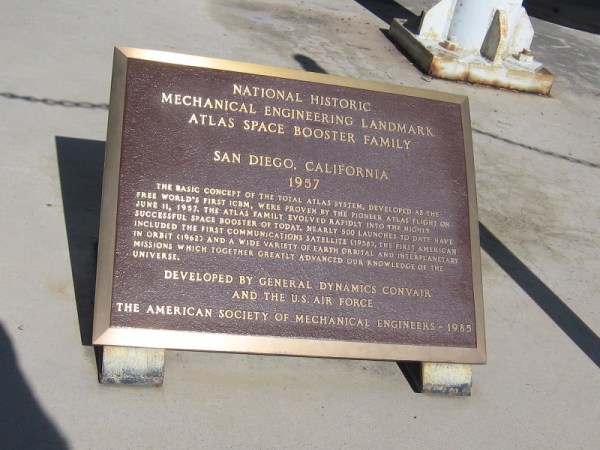 NATIONAL HISTORIC
MECHANICAL ENGINEERING LANDMARK
ATLAS SPACE BOOSTER FAMILY
SAN DIEGO, CALIFORNIA
1957
THE BASIC CONCEPT OF THE TOTAL ATLAS SYSTEM, DEVELOPED AS THE
FREE WORLD'S FIRST ICBM, WERE PROVEN BY THE PIONEER ATLAS FLIGHT ON
JUNE 11, 1957. THE ATLAS FAMILY EVOLVED RAPIDLY INTO THE HIGHLY
SUCCESSFUL SPACE BOOSTER OF TODAY. NEARLY 500 LAUNCHES TO DATE HAVE
INCLUDED THE FIRST COMMUNICATIONS SATELLITE (1958), THE FIRST AMERICAN
IN ORBIT (1962) AND A WIDE VARIETY OF EARTH ORBITAL AND INTERPLANETARY
MISSIONS WHICH TOGETHER GREATLY ADVANCED OUR KNOWLEDGE OF THE
UNIVERSE.
DEVELOPED BY GENERAL DYNAMICS CONVAIR
AND THE U.S. AIR FORCE
THE AMERICAN SOCIETY OF MECHANICAL ENGINEERS - 1985